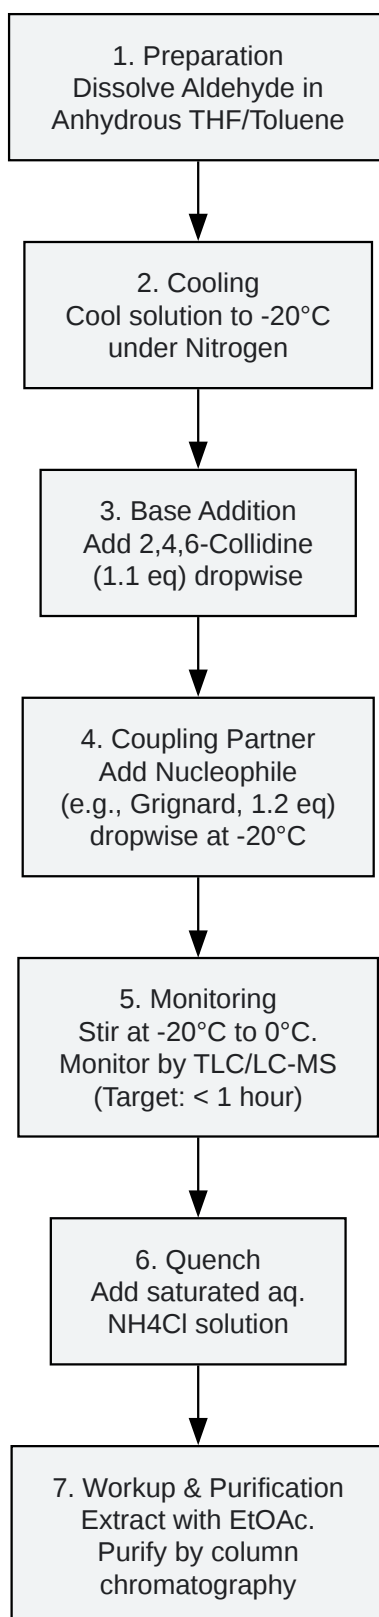 1. Preparation
Dissolve Aldehyde in
Anhydrous THF/Toluene
2. Cooling
Cool solution to -20°C
under Nitrogen
3. Base Addition
Add 2,4,6-Collidine
(1.1 eq) dropwise
4. Coupling Partner
Add Nucleophile
(e.g., Grignard, 1.2 eq)
dropwise at -20°C
5. Monitoring
Stir at -20°C to 0°C.
Monitor by TLC/LC-MS
(Target: < 1 hour)
6. Quench
Add saturated aq.
NH4Cl solution
7. Workup & Purification
Extract with EtOAc.
Purify by column
chromatography